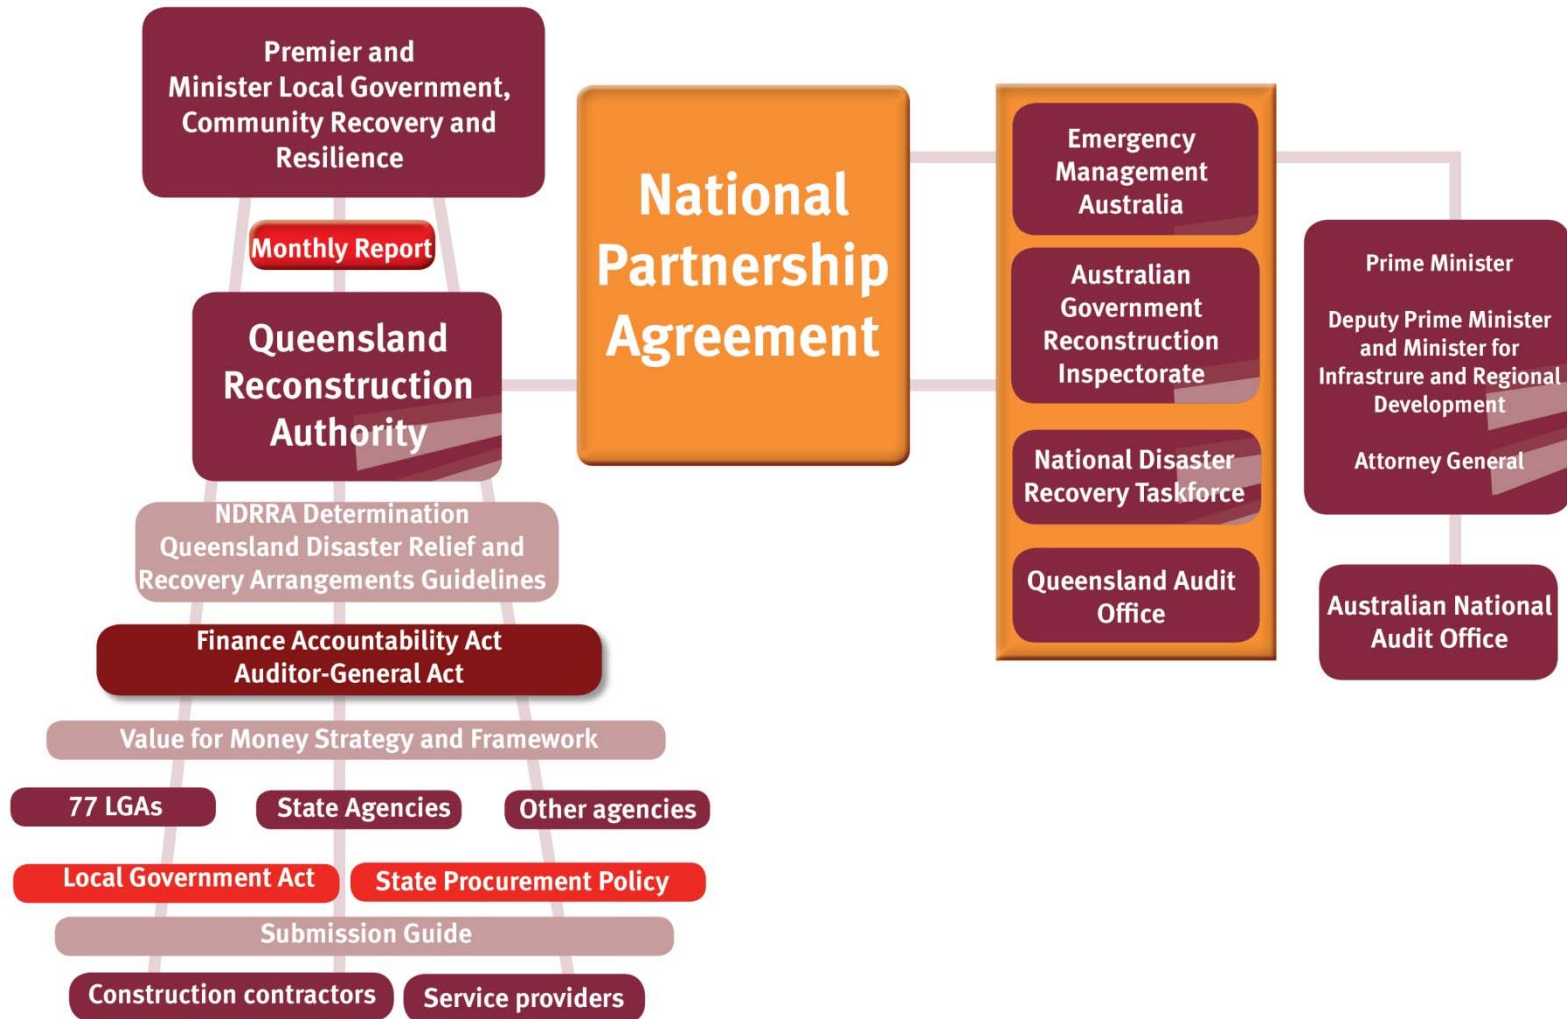 Premier and
Minister Local Government,
Community Recovery and
Resilience
Monthly Report
Queensland
Reconstruction
Authority
NDRRA Determination
Queensland Disaster Relief and
Recovery Arrangements Guidelines
Finance Accountability Act
Auditor-General Act
Value for Money Strategy and Framework
77 LGAs
State Agencies
Other agencies
Local Government Act
State Procurement Policy
Submission Guide
Construction contractors
Service providers
National
Partnership
Agreement
Emergency
Management
Australia
Australian
Government
Reconstruction
Inspectorate
National Disaster
Recovery Taskforce
Queensland Audit
Office
Prime Minister
Deputy Prime Minister
and Minister for
Infrastrure and Regional
Development
Attorney General
Australian National
Audit Office